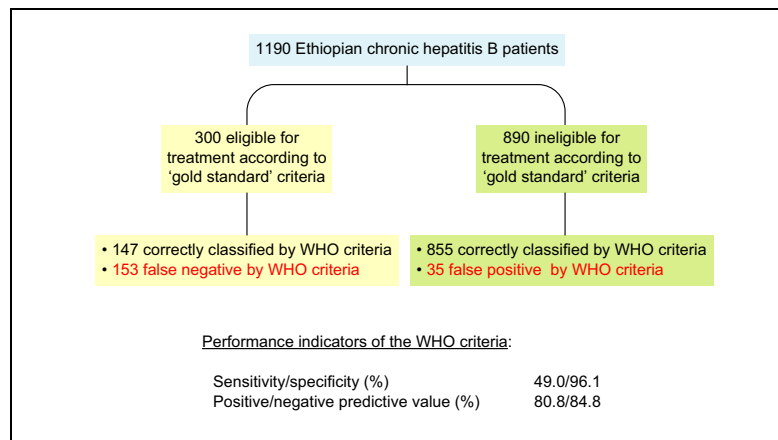 1190 Ethiopian chronic hepatitis B patients
300 eligible for
treatment according to
‘gold standard’ criteria
890 ineligible for
treatment according to
‘gold standard’ criteria
• 147 correctly classified by WHO criteria
• 153 false negative by WHO criteria
• 855 correctly classified by WHO criteria
• 35 false positive by WHO criteria
Performance indicators of the WHO criteria:
Sensitivity/specificity (%) 49.0/96.1
Positive/negative predictive value (%) 80.8/84.8